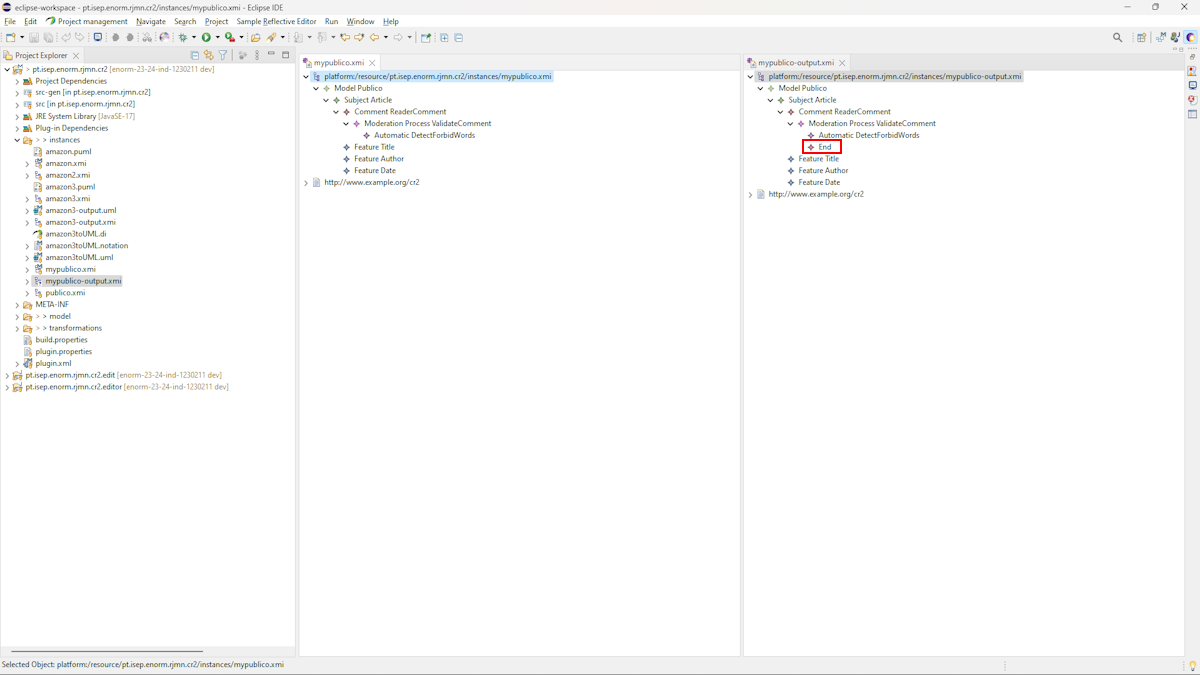 eclipse-workspace - pt.isep.enorm.rjmn.cr2/instances/mypublico.xmi - Eclipse IDE
File Edit Project management Navigate Search Project Sample Reflective Editor Run Window Help
Project Explorer
pt.isep.enorm.rjmn.cr2 [enorm-23-24-ind-1230211 dev]
Project Dependencies
src-gen [in pt.isep.enorm.rjmn.cr2]
src [in pt.isep.enorm.rjmn.cr2]
JRE System Library [JavaSE-17]
Plug-in Dependencies
> instances
amazon.puml
amazon.xmi
amazon2.xmi
amazon3.puml
amazon3.xmi
amazon3-output.uml
amazon3-output.xmi
amazon3toUML.di
amazon3toUML.notation
amazon3toUML.uml
mypublico.xmi
mypublico-output.xmi
publico.xmi
META-INF
> model
> transformations
build.properties
plugin.properties
plugin.xml
pt.isep.enorm.rjmn.cr2.edit [enorm-23-24-ind-1230211 dev]
pt.isep.enorm.rjmn.cr2.editor [enorm-23-24-ind-1230211 dev]
mypublico.xmi
platform:/resource/pt.isep.enorm.rjmn.cr2/instances/mypublico.xmi
Model Publico
Subject Article
Comment ReaderComment
Moderation Process ValidateComment
Automatic DetectForbidWords
Feature Title
Feature Author
Feature Date
http://www.example.org/cr2
mypublico-output.xmi
platform:/resource/pt.isep.enorm.rjmn.cr2/instances/mypublico-output.xmi
Model Publico
Subject Article
Comment ReaderComment
Moderation Process ValidateComment
Automatic DetectForbidWords
End
Feature Title
Feature Author
Feature Date
http://www.example.org/cr2
Selected Object: platform:/resource/pt.isep.enorm.rjmn.cr2/instances/mypublico.xmi